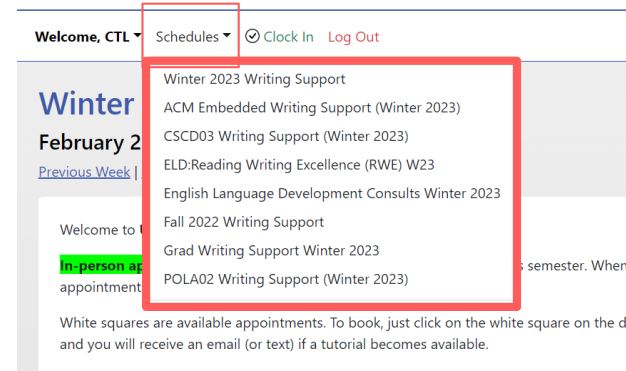 Welcome, CTL Schedules Clock In Log Out
Winter 2023 Writing Support
ACM Embedded Writing Support (Winter 2023)
CSCD03 Writing Support (Winter 2023)
ELD:Reading Writing Excellence (RWE) W23
English Language Development Consults Winter 2023
Fall 2022 Writing Support
Grad Writing Support Winter 2023
POLA02 Writing Support (Winter 2023)
Winter
February 2
Previous Week |
Welcome to
In-person semester. When
appointment
White squares are available appointments. To book, just click on the white square on the
and you will receive an email (or text) if a tutorial becomes available.